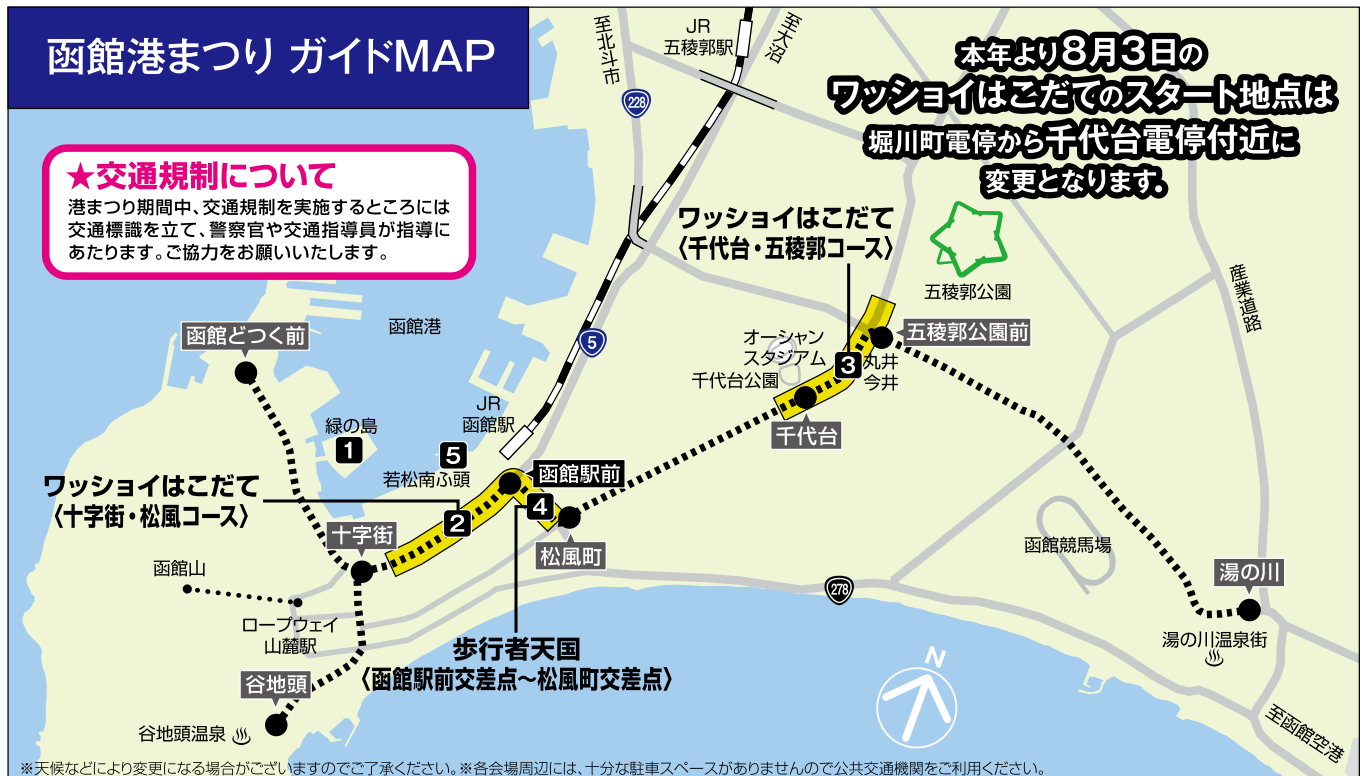 函館港まつり ガイドMAP
本年より8月3日の
ワッショイはこだてのスタート地点は
堀川町電停から千代台電停付近に
変更となります。
★交通規制について
港まつり期間中、交通規制を実施するところには
交通標識を立て、警察官や交通指導員が指導に
あたります。ご協力をお願いいたします。
至北斗市
228
JR
五稜郭駅
至大沼
ワッショイはこだて
〈千代台・五稜郭コース〉
五稜郭公園
産業道路
函館港
5
函館どつく前
五稜郭公園前
オーシャン
スタジアム
千代台公園
3
丸井
今井
千代台
JR
函館駅
緑の島
1
5
若松南ふ頭
函館駅前
ワッショイはこだて
〈十字街・松風コース〉
2
4
十字街
松風町
函館山
ロープウェイ
山麓駅
278
函館競馬場
湯の川
湯の川温泉街
歩行者天国
〈函館駅前交差点～松風町交差点〉
谷地頭
谷地頭温泉
N
至函館空港
※天候などにより変更になる場合がございますのでご了承ください。※各会場周辺には、十分な駐車スペースがありませんので公共交通機関をご利用ください。